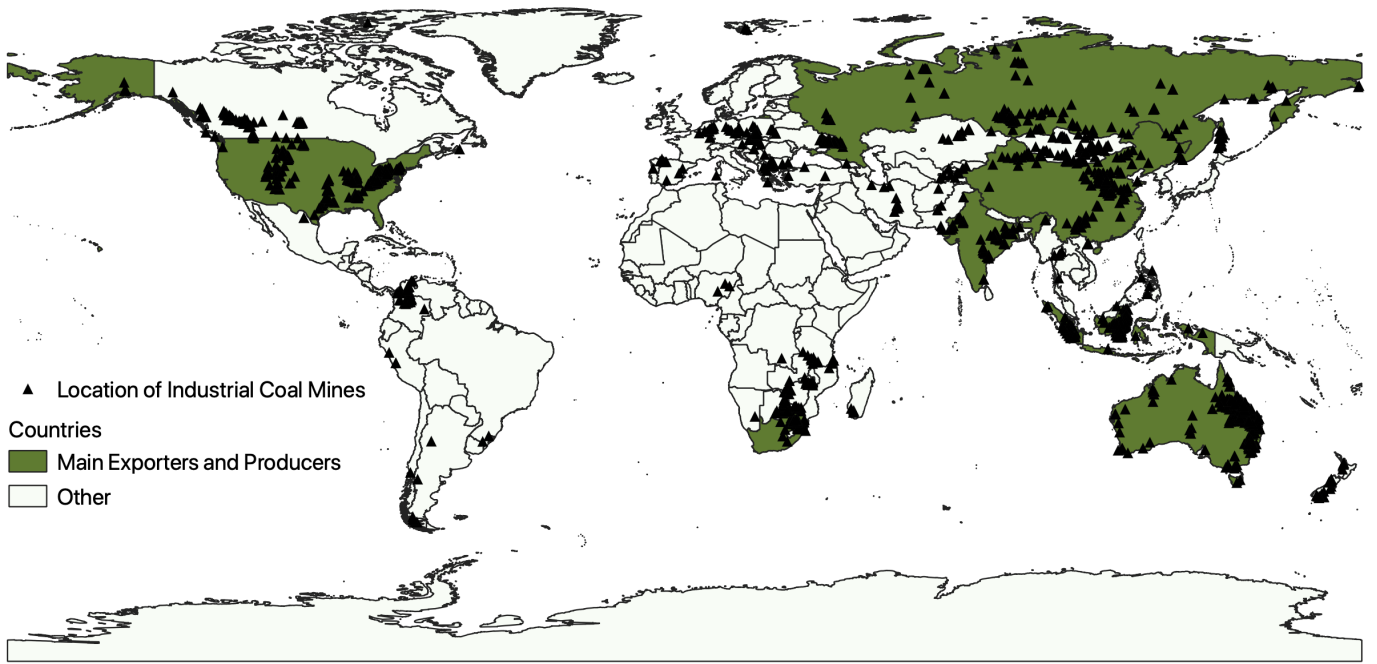 Location of Industrial Coal Mines
Countries
Main Exporters and Producers
Other